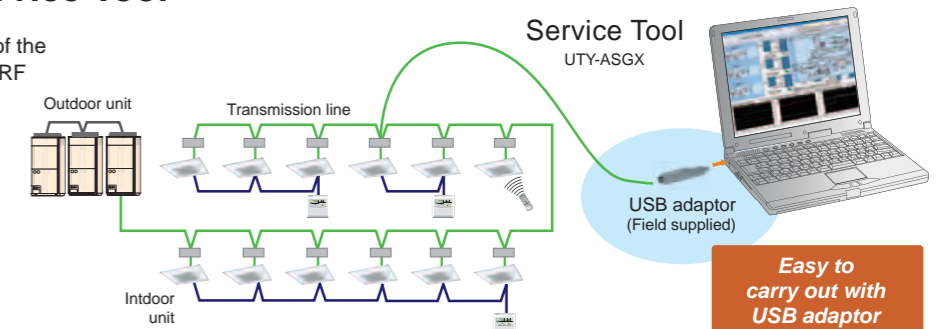 of the
RF
Service Tool
UTY-ASGX
Outdoor unit
Transmission line
USB adaptor
(Field supplied)
Intdoor
unit
Easy to
carry out with
USB adaptor